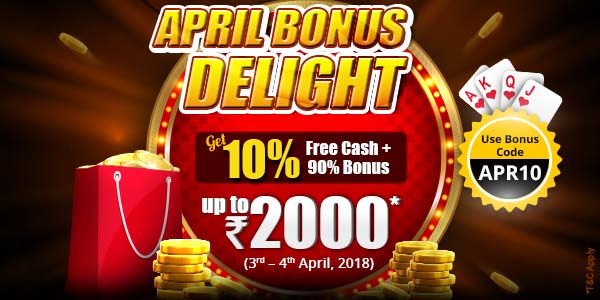 APRIL BONUS
DELIGHT
Get 10% Free Cash +
90% Bonus
up to ₹2000*
(3rd – 4th April, 2018)
A K Q J
Use Bonus
Code
APR10
*T&C Apply